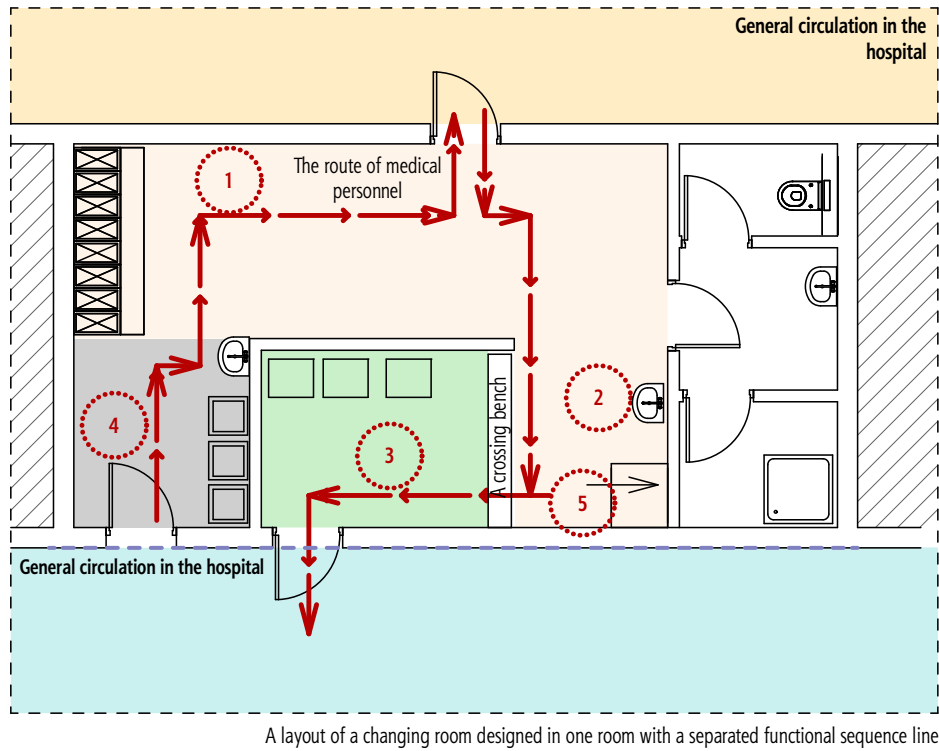 General circulation in the
hospital
The route of medical
personnel
1
2
A crossing bench
3
4
5
General circulation in the hospital
A layout of a changing room designed in one room with a separated functional sequence line